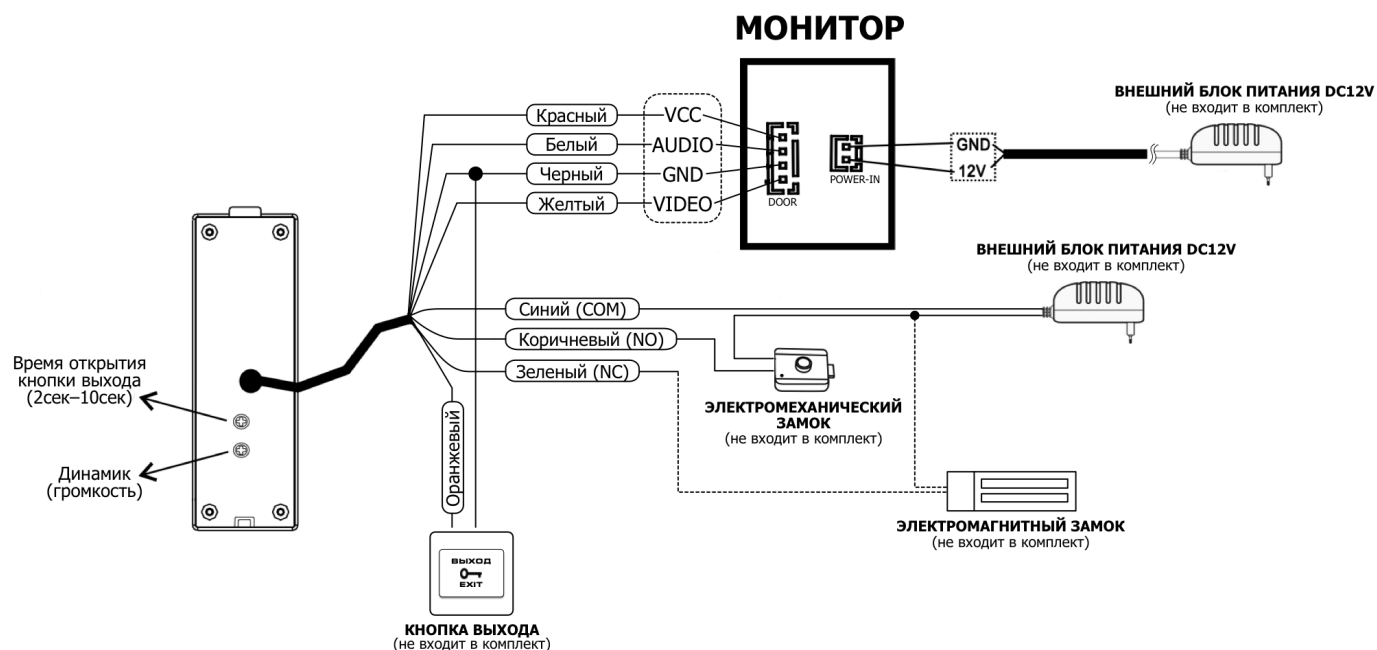 МОНИТОР
ВНЕШНИЙ БЛОК ПИТАНИЯ DC12V
(не входит в комплект)
Красный
VCC
Белый
AUDIO
Черный
GND
Желтый
VIDEO
DOOR
POWER-IN
GND
12V
ВНЕШНИЙ БЛОК ПИТАНИЯ DC12V
(не входит в комплект)
Синий (COM)
Коричневый (NO)
Зеленый (NC)
Оранжевый
Время открытия
кнопки выхода
(2сек–10сек)
Динамик
(громкость)
ЭЛЕКТРОМЕХАНИЧЕСКИЙ
ЗАМОК
(не входит в комплект)
ЭЛЕКТРОМАГНИТНЫЙ ЗАМОК
(не входит в комплект)
ВЫХОД
EXIT
КНОПКА ВЫХОДА
(не входит в комплект)